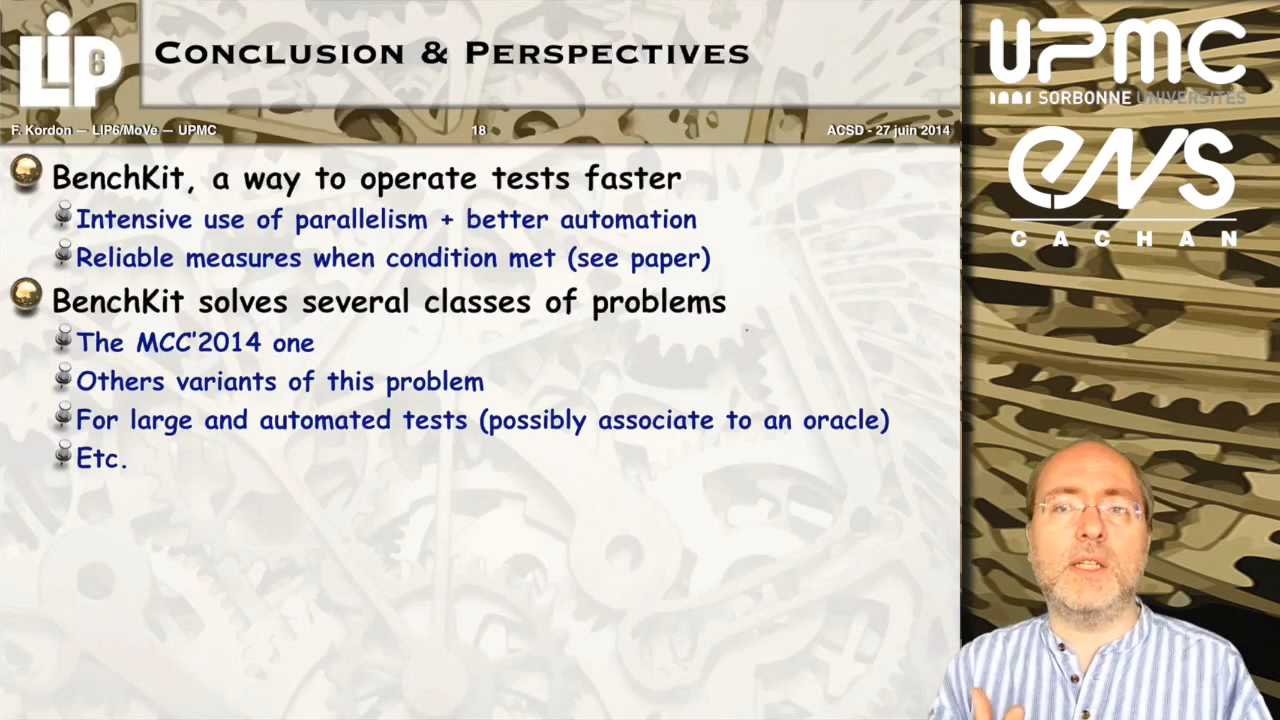 LIP6
CONCLUSION & PERSPECTIVES
F. Kordon — LIP6/MoVe — UPMC
18
ACSD - 27 juin 2014
BenchKit, a way to operate tests faster
Intensive use of parallelism + better automation
Reliable measures when condition met (see paper)
BenchKit solves several classes of problems
The MCC'2014 one
Others variants of this problem
For large and automated tests (possibly associate to an oracle)
Etc.
UPMC
SORBONNE UNIVERSITÉS
ENS
CACHAN